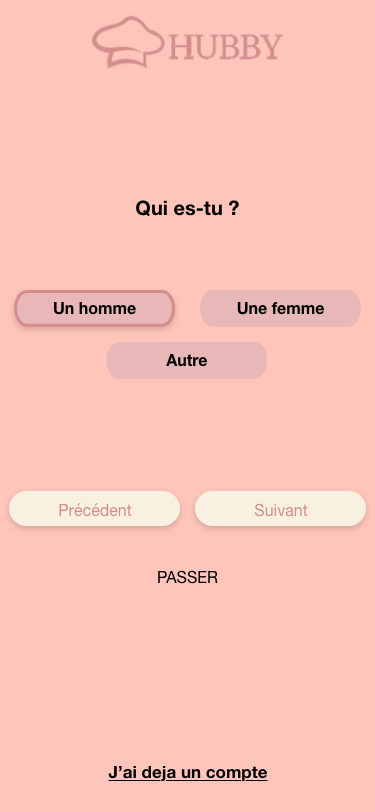 HUBBY
Qui es-tu ?
Un homme
Une femme
Autre
Précédent
Suivant
PASSER
J’ai deja un compte